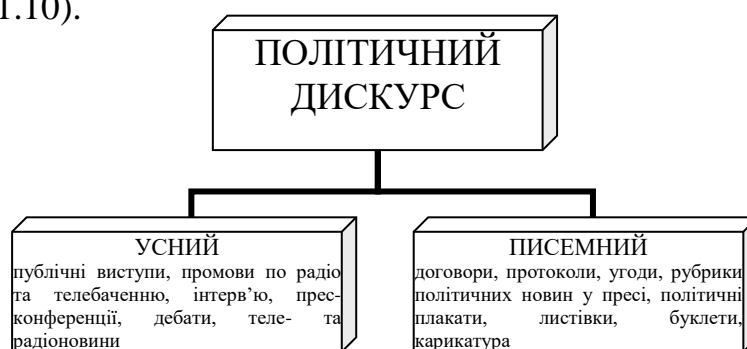 1.10).
ПОЛІТИЧНИЙ
ДИСКУРС
УСНИЙ
публічні виступи, промови по радіо
та телебаченню, інтерв’ю, прес-
конференції, дебати, теле- та
радіоновини
ПИСЕМНИЙ
договори, протоколи, угоди, рубрики
політичних новин у пресі, політичні
плакати, листівки, буклети,
карикатура